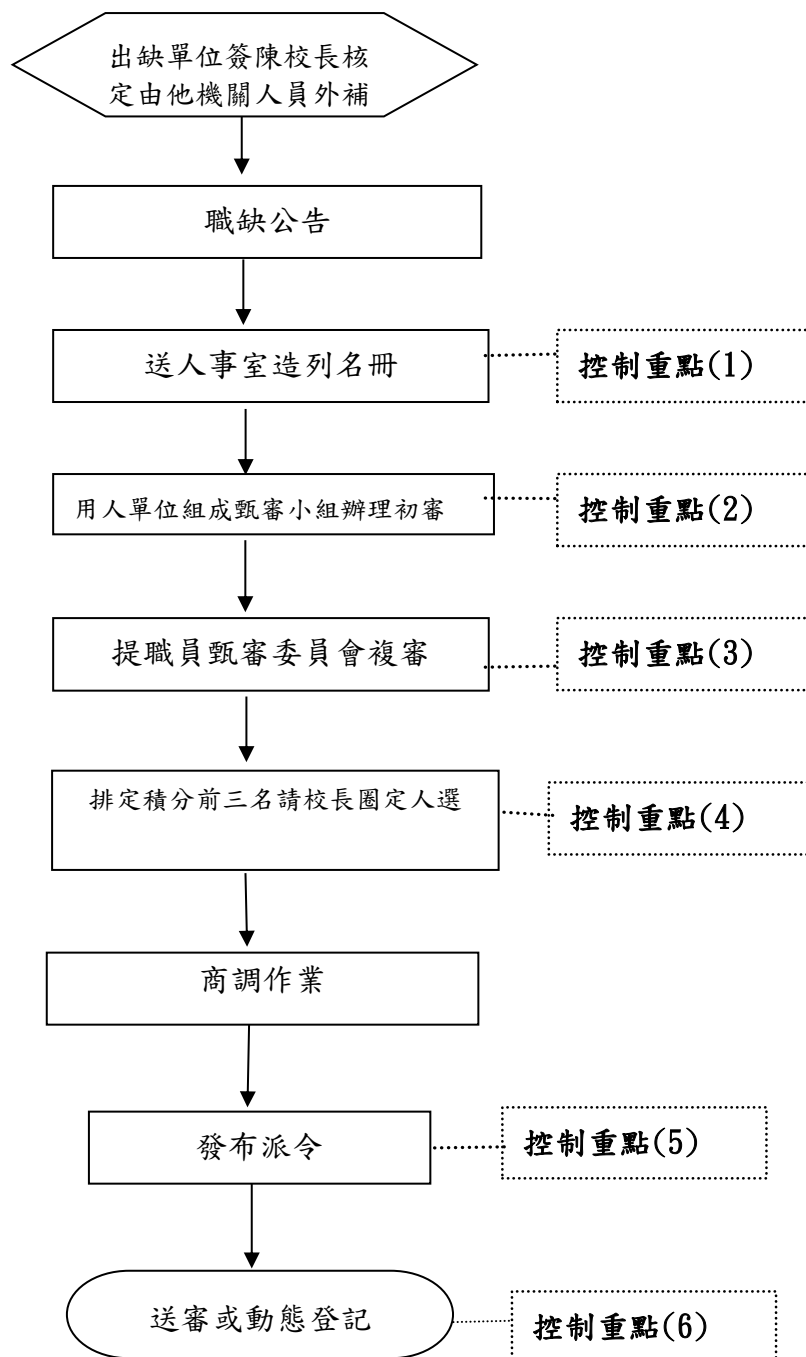 出缺單位簽陳校長核
定由他機關人員外補
職缺公告
送人事室造列名冊
控制重點(1)
用人單位組成甄審小組辦理初審
控制重點(2)
提職員甄審委員會複審
控制重點(3)
排定積分前三名請校長圈定人選
控制重點(4)
商調作業
發布派令
控制重點(5)
送審或動態登記
控制重點(6)